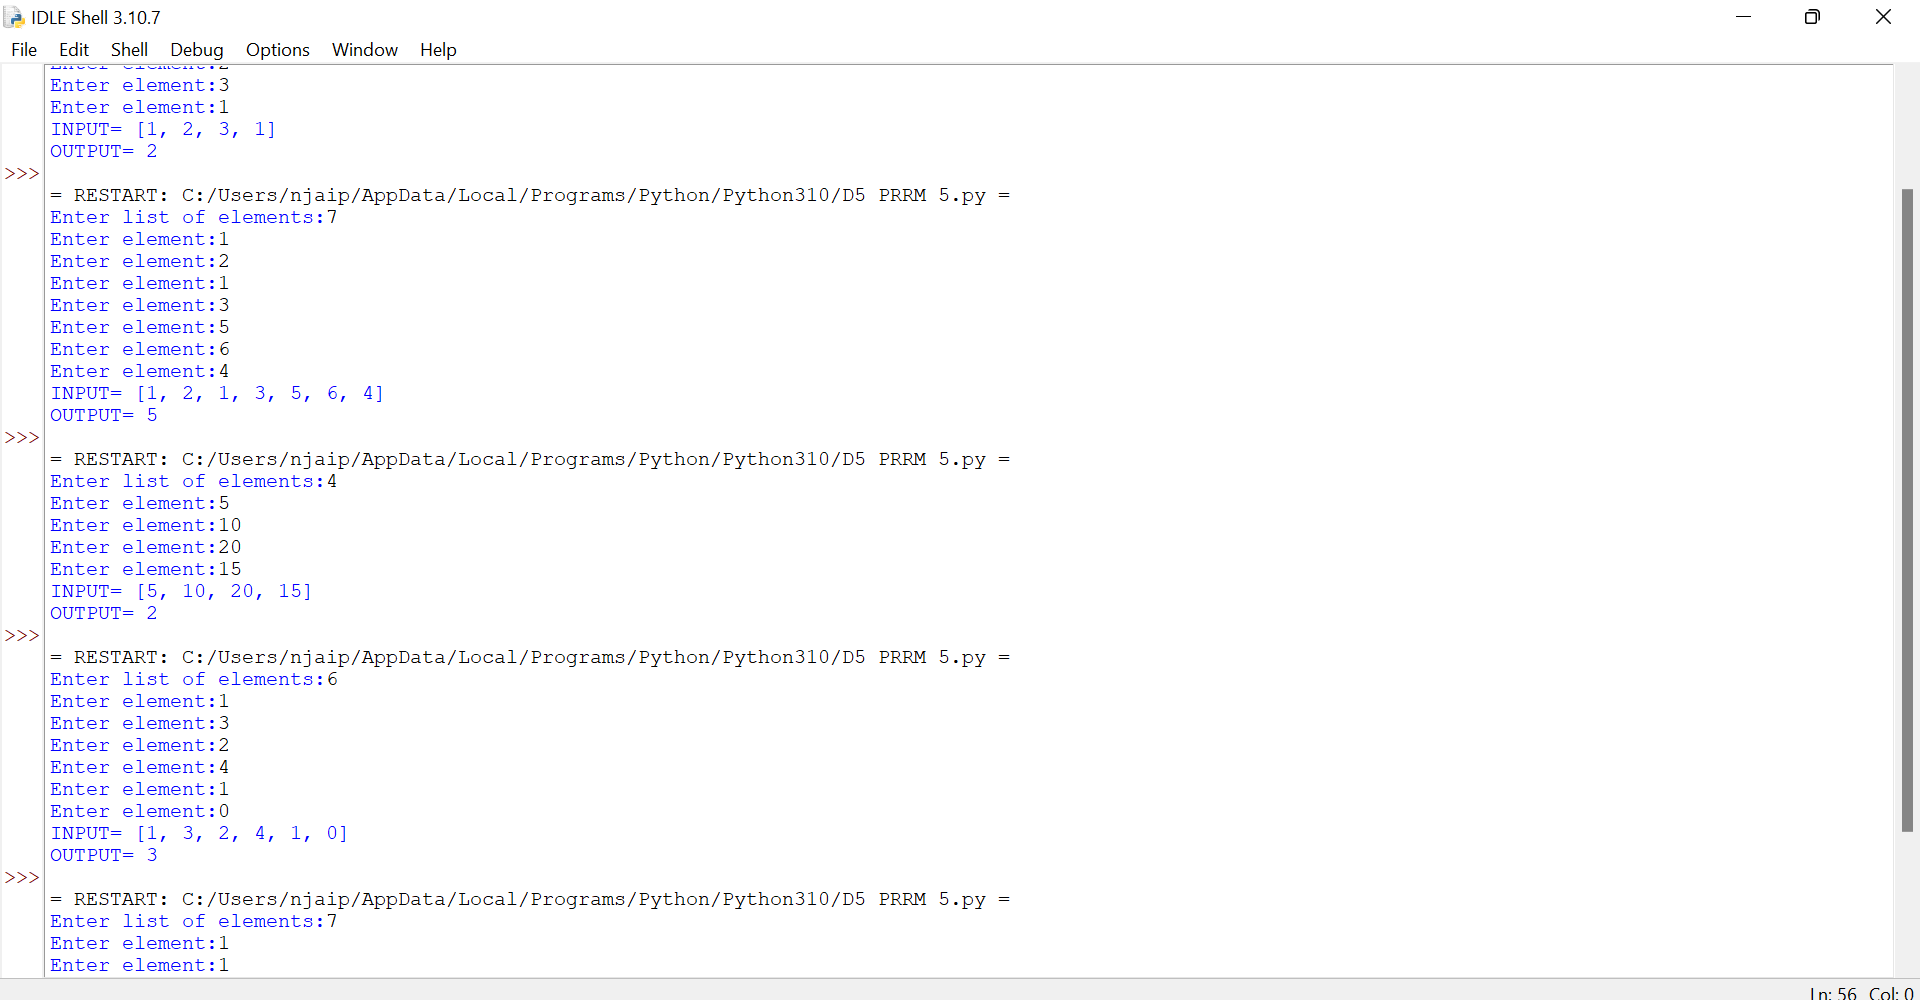 IDLE Shell 3.10.7
File Edit Shell Debug Options Window Help
Enter element:2
Enter element:3
Enter element:1
INPUT= [1, 2, 3, 1]
OUTPUT= 2
>>>
= RESTART: C:/Users/njaip/AppData/Local/Programs/Python/Python310/D5 PRRM 5.py =
Enter list of elements:7
Enter element:1
Enter element:2
Enter element:1
Enter element:3
Enter element:5
Enter element:6
Enter element:4
INPUT= [1, 2, 1, 3, 5, 6, 4]
OUTPUT= 5
>>>
= RESTART: C:/Users/njaip/AppData/Local/Programs/Python/Python310/D5 PRRM 5.py =
Enter list of elements:4
Enter element:5
Enter element:10
Enter element:20
Enter element:15
INPUT= [5, 10, 20, 15]
OUTPUT= 2
>>>
= RESTART: C:/Users/njaip/AppData/Local/Programs/Python/Python310/D5 PRRM 5.py =
Enter list of elements:6
Enter element:1
Enter element:3
Enter element:2
Enter element:4
Enter element:1
Enter element:0
INPUT= [1, 3, 2, 4, 1, 0]
OUTPUT= 3
>>>
= RESTART: C:/Users/njaip/AppData/Local/Programs/Python/Python310/D5 PRRM 5.py =
Enter list of elements:7
Enter element:1
Enter element:1
Ln: 56 Col: 0